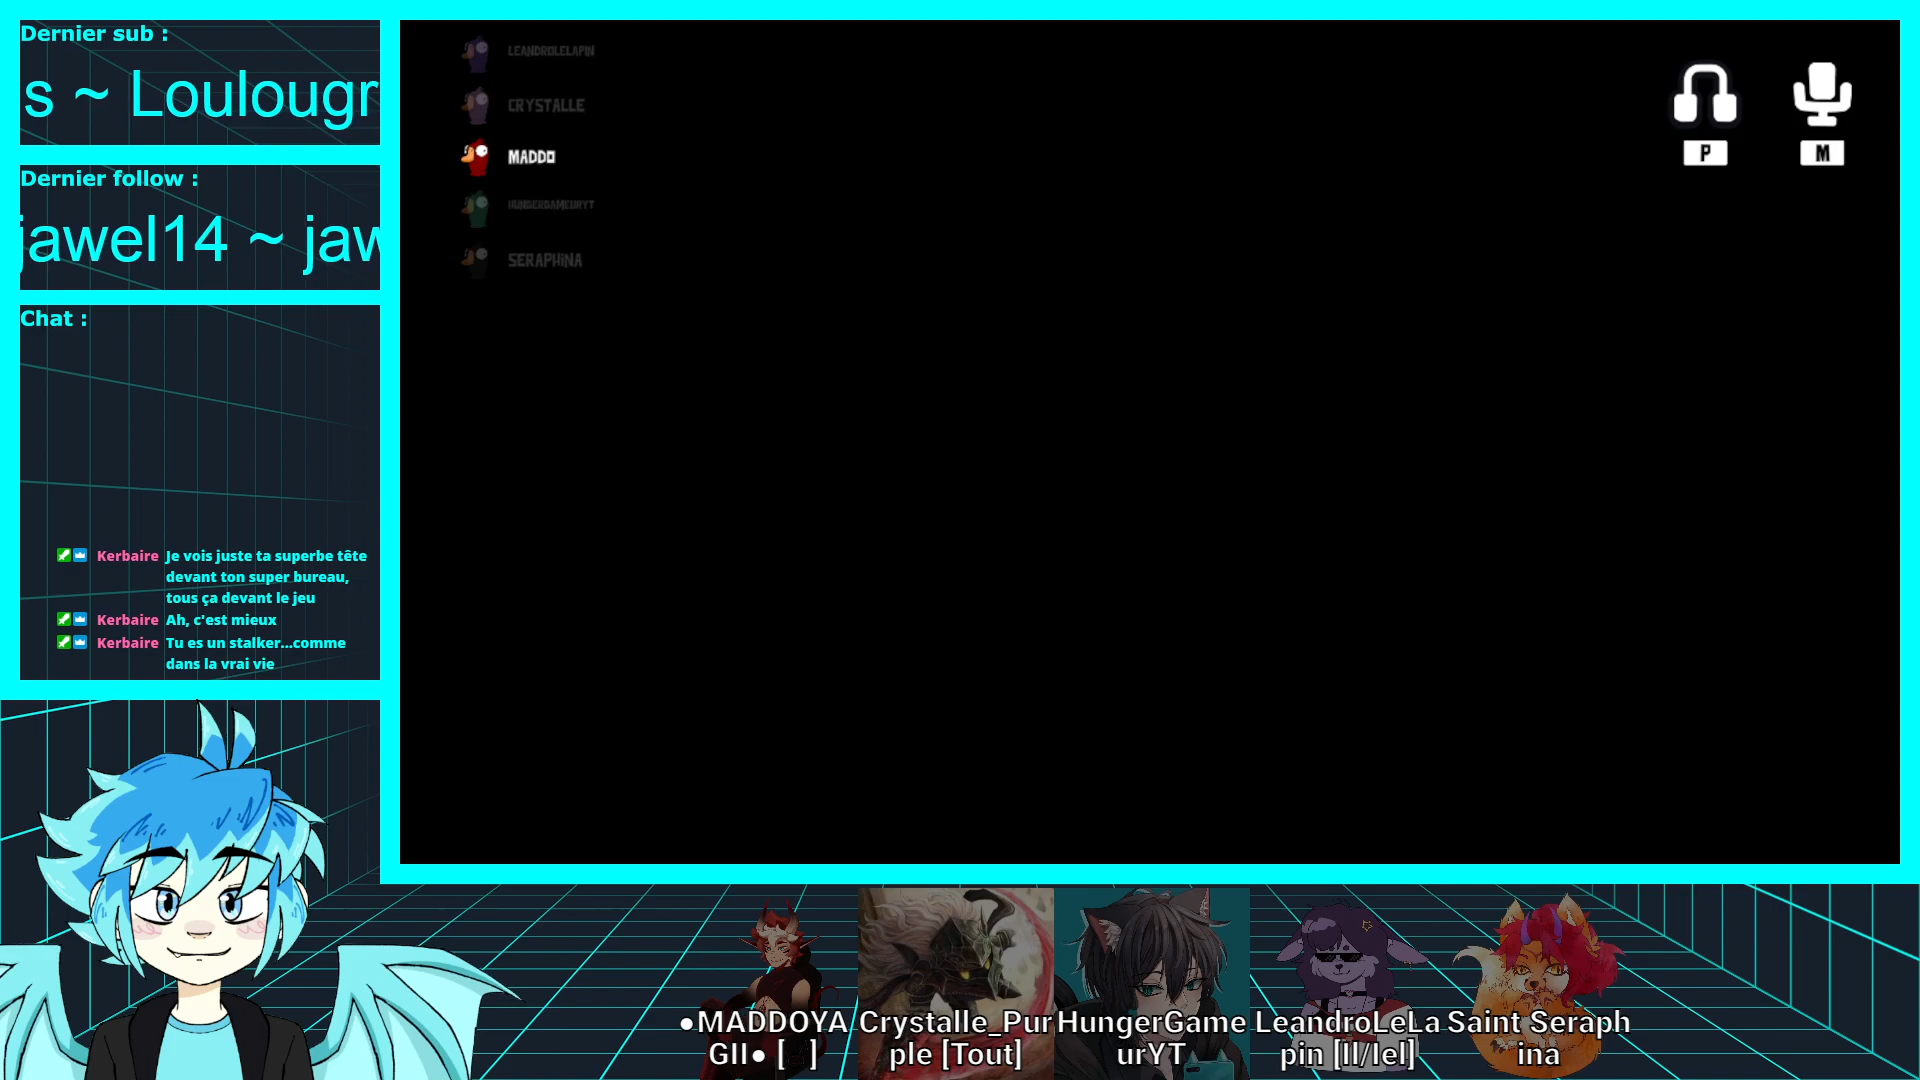 Dernier sub :
s ~ Loulougr
Dernier follow :
jawel14 ~ jaw
Chat :
Kerbaire Je vois juste ta superbe tête
devant ton super bureau,
tous ça devant le jeu
Kerbaire Ah, c'est mieux
Kerbaire Tu es un stalker...comme
dans la vrai vie
LEANDROLELAPIN
CRYSTALLE
MADDO
HUNGERGAMEURYT
SERAPHINA
P
M
•MADDOYA
GII• [ ]
Crystalle_Pur
ple [Tout]
HungerGame
urYT
LeandroLeLa
pin [Il/Iel]
Saint Seraph
ina